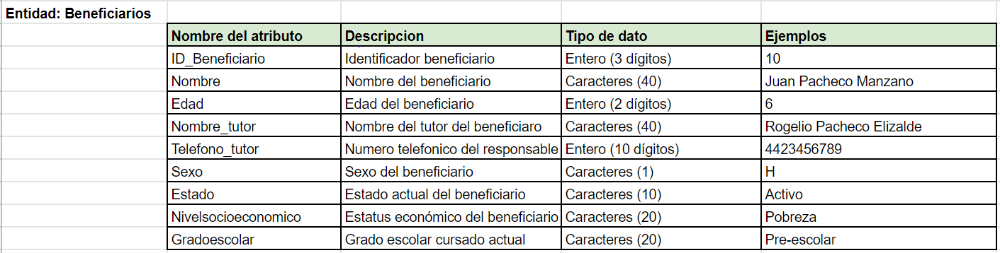 Entidad: Beneficiarios
Nombre del atributo Descripcion Tipo de dato Ejemplos
ID_Beneficiario Identificador beneficiario Entero (3 dígitos) 10
Nombre Nombre del beneficiario Caracteres (40) Juan Pacheco Manzano
Edad Edad del beneficiario Entero (2 dígitos) 6
Nombre_tutor Nombre del tutor del beneficiaro Caracteres (40) Rogelio Pacheco Elizalde
Telefono_tutor Numero telefonico del responsable Entero (10 dígitos) 4423456789
Sexo Sexo del beneficiario Caracteres (1) H
Estado Estado actual del beneficiario Caracteres (10) Activo
Nivelsocioeconomico Estatus económico del beneficiario Caracteres (20) Pobreza
Gradoescolar Grado escolar cursado actual Caracteres (20) Pre-escolar